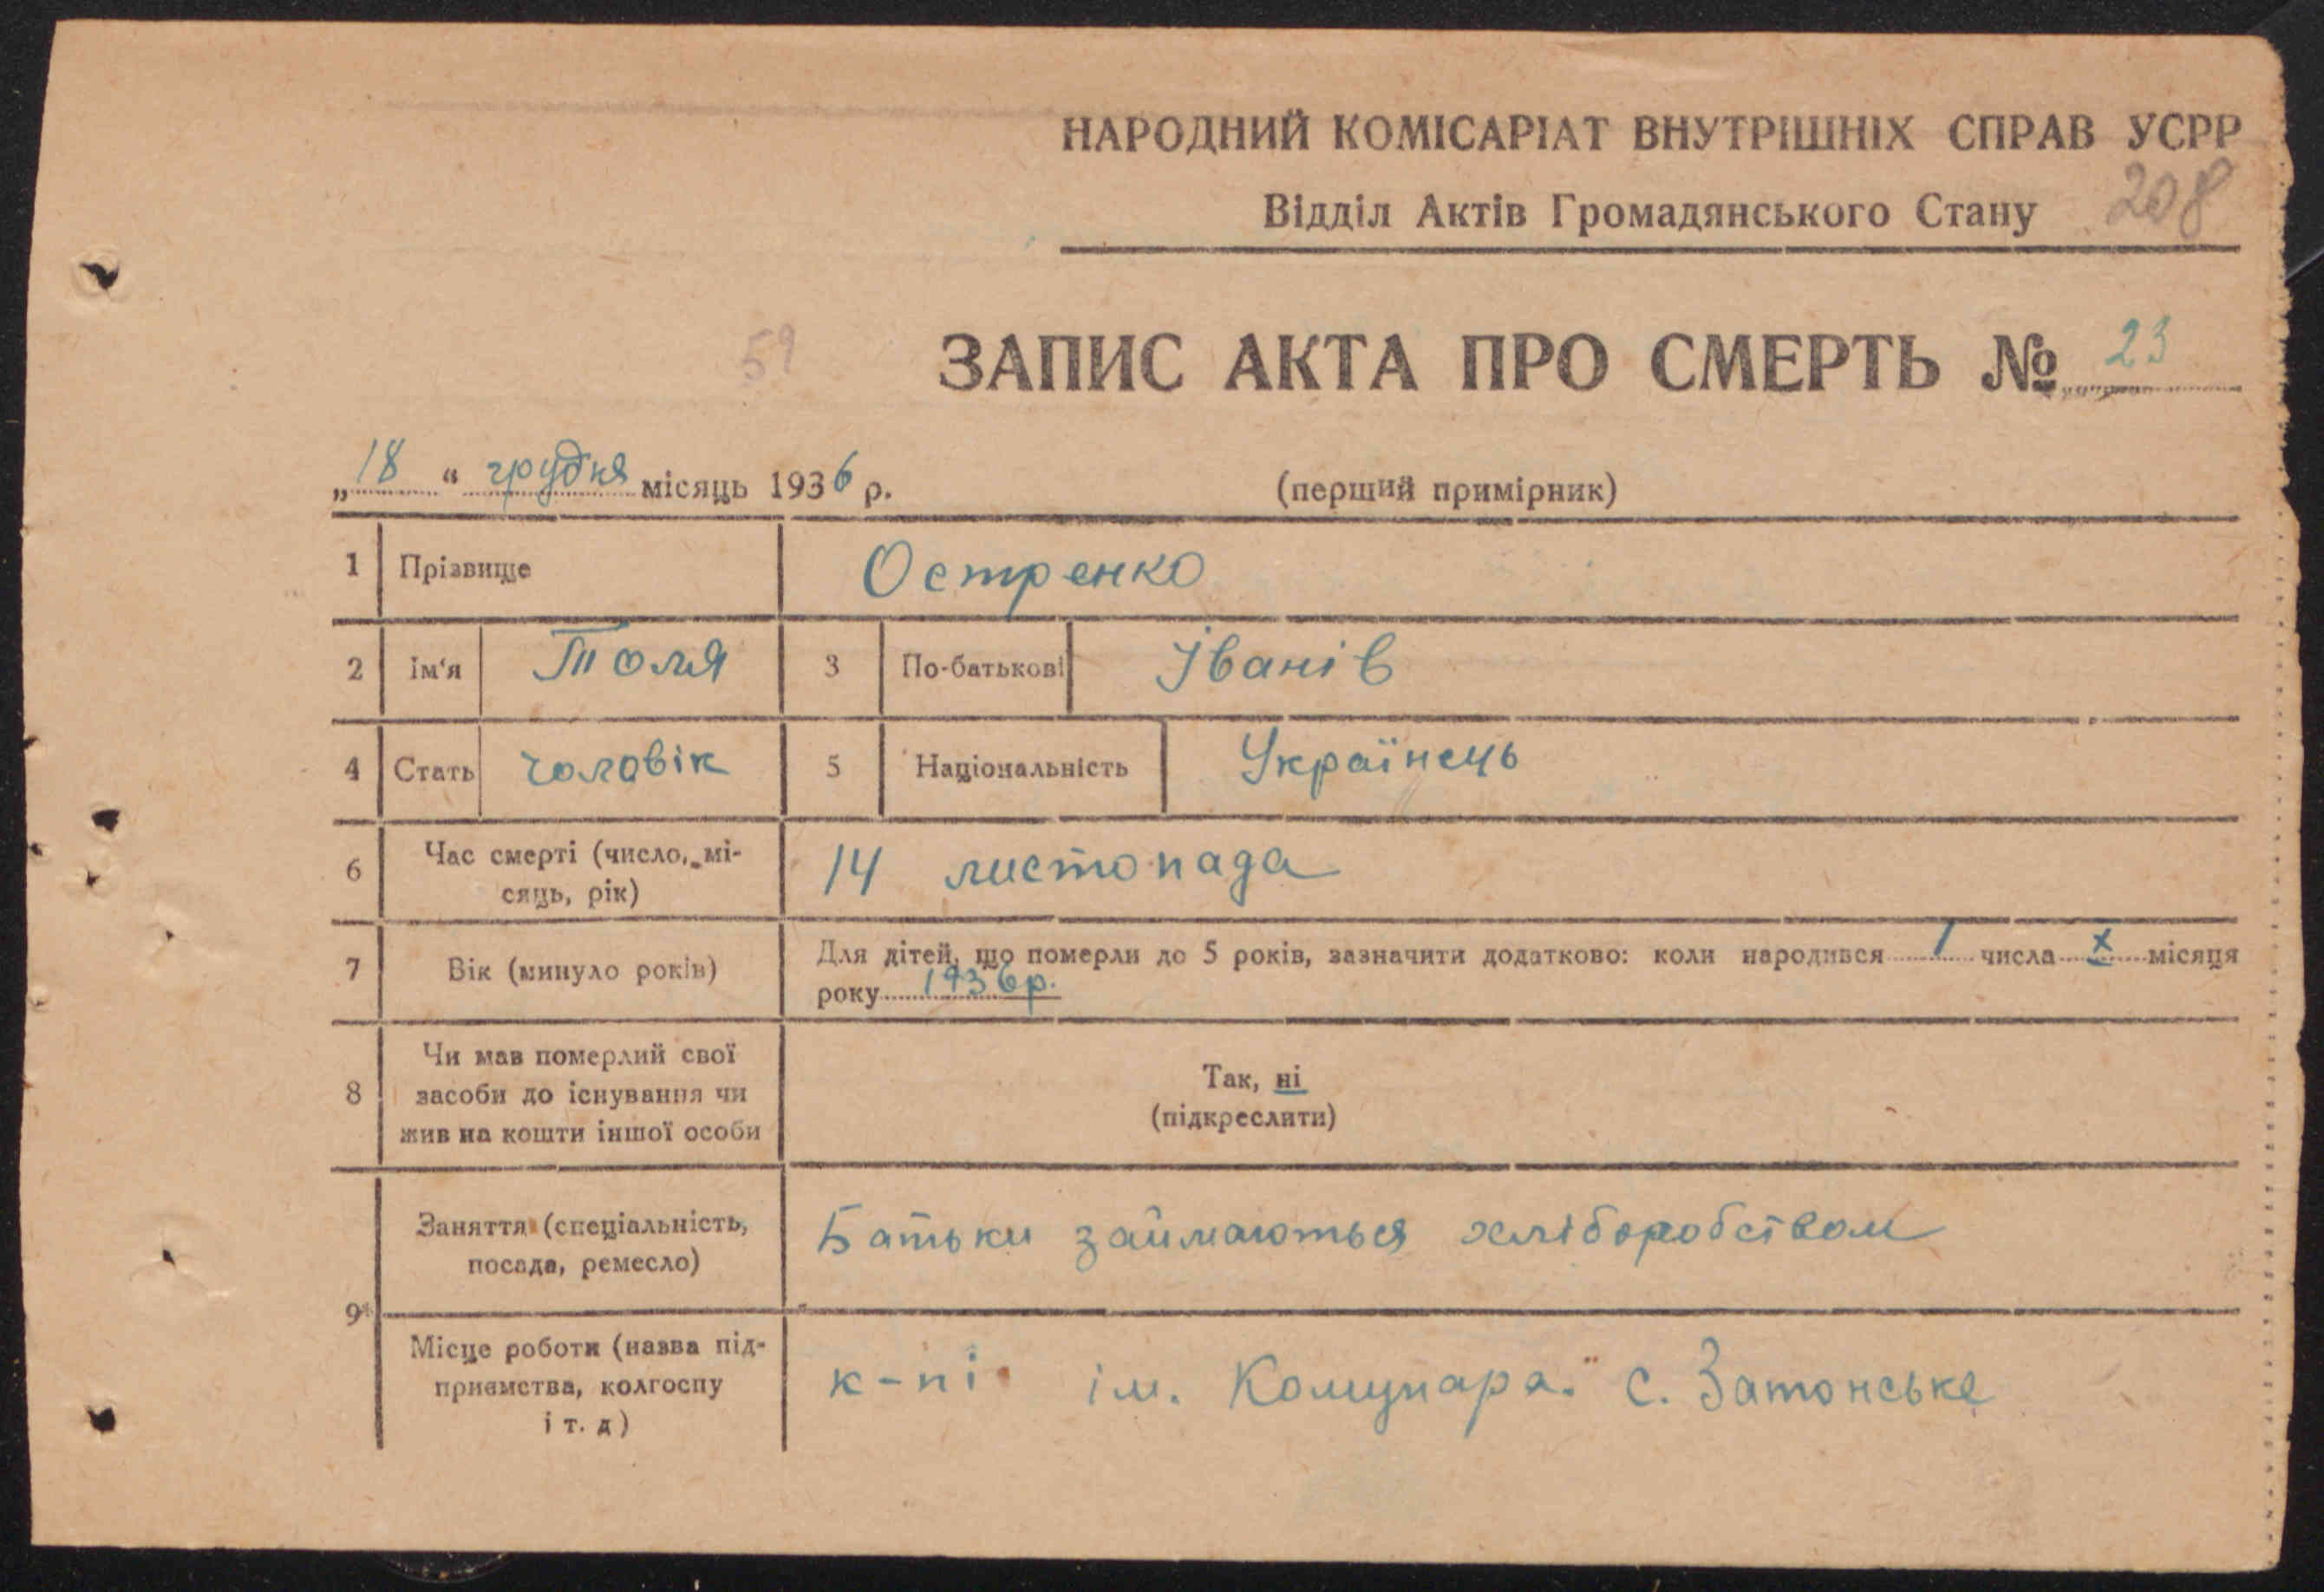 НАРОДНИЙ КОМІСАРІАТ ВНУТРІШНІХ СПРАВ УСРР
Відділ Актів Громадянського Стану 208
59 ЗАПИС АКТА ПРО СМЕРТЬ № 23
„18“ грудня місяць 1936 р. (перший примірник)
1 Прізвище Остренко
2 Ім'я Толя 3 По-батькові Іванів
4 Стать чоловік 5 Національність Українець
6 Час смерті (число, мі-
сяць, рік) 14 листопада
7 Вік (минуло років) Для дітей, що померли до 5 років, зазначити додатково: коли народився 1 числа X місяця
року 1936р.
8 Чи мав померлий свої
засоби до існування чи
жив на кошти іншої особи
Так, ні
(підкреслити)
9 Заняття (спеціальність,
посада, ремесло) Батьки займаються хліборобством
Місце роботи (назва під-
приємства, колгоспу
і т. д)
к-пі ім. Комунара. с. Затонське